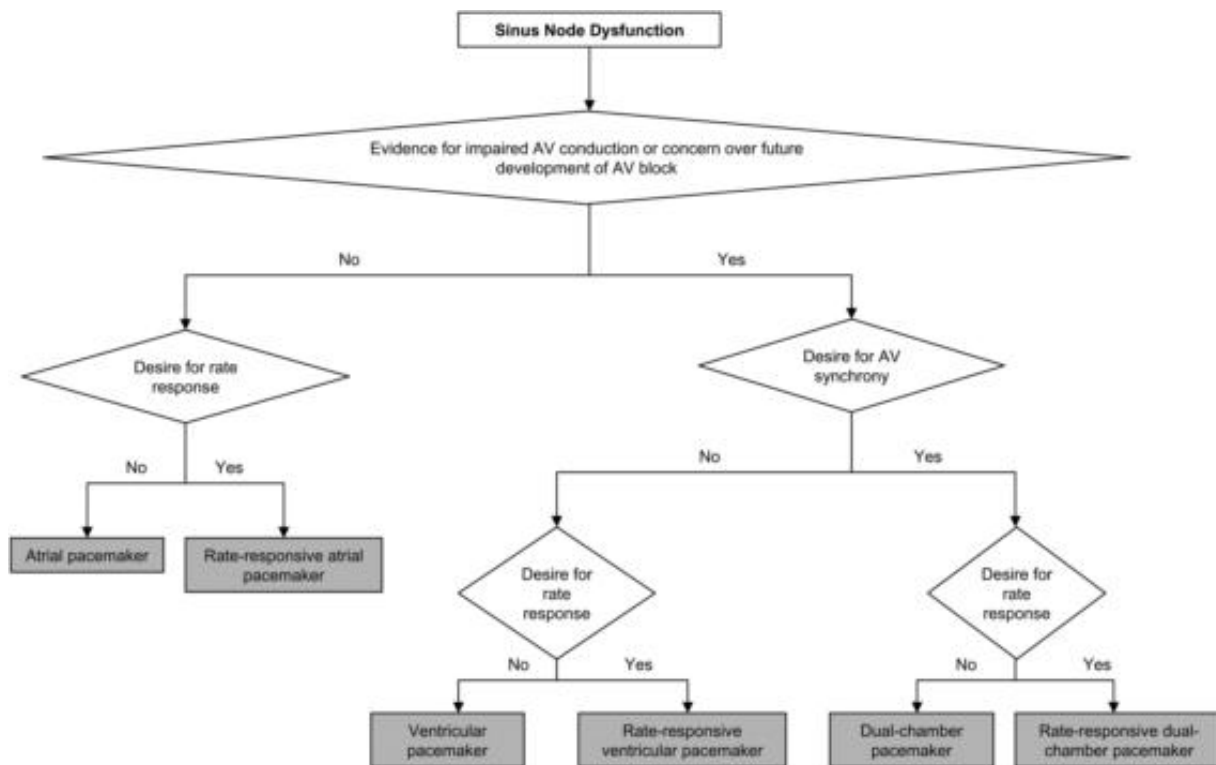 Sinus Node Dysfunction
Evidence for impaired AV conduction or concern over future
development of AV block
No
Yes
Desire for rate
response
Desire for AV
synchrony
No
Yes
No
Yes
Atrial pacemaker
Rate-responsive atrial
pacemaker
Desire for
rate
response
Desire for
rate
response
No
Yes
No
Yes
Ventricular
pacemaker
Rate-responsive
ventricular pacemaker
Dual-chamber
pacemaker
Rate-responsive dual-
chamber pacemaker